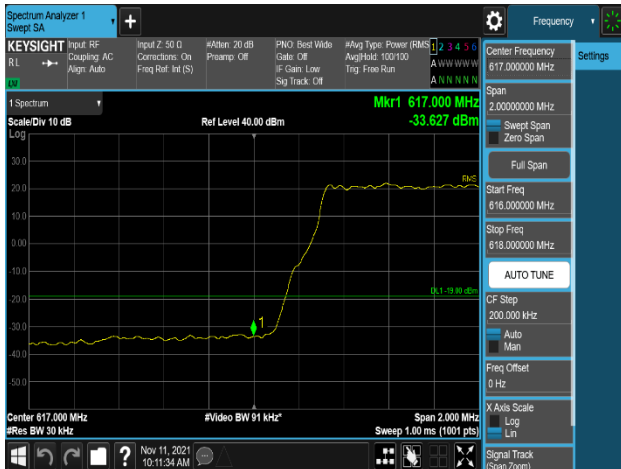 Spectrum Analyzer 1
Swept SA
+
Frequency
KEYSIGHT
RL
LXI
Input: RF
Coupling: AC
Align: Auto
Input Z: 50 Ω
Corrections: On
Freq Ref: Int (S)
#Atten: 20 dB
Preamp: Off
PNO: Best Wide
Gate: Off
IF Gain: Low
Sig Track: Off
#Avg Type: Power (RMS
Avg|Hold: 100/100
Trig: Free Run
1 2 3 4 5 6
A W W W W W
A N N N N N
1 Spectrum
Scale/Div 10 dB
Log
Ref Level 40.00 dBm
Mkr1 617.000 MHz
-33.627 dBm
30.0
20.0
10.0
0.00
-10.0
-20.0
-30.0
-40.0
-50.0
RMS
DL1 -19.00 dBm
1
Center 617.000 MHz
#Res BW 30 kHz
#Video BW 91 kHz*
Span 2.000 MHz
Sweep 1.00 ms (1001 pts)
Nov 11, 2021
10:11:34 AM
?
Center Frequency
617.000000 MHz
Span
2.00000000 MHz
Swept Span
Zero Span
Full Span
Start Freq
616.000000 MHz
Stop Freq
618.000000 MHz
AUTO TUNE
CF Step
200.000 kHz
Auto
Man
Freq Offset
0 Hz
X Axis Scale
Log
Lin
Signal Track
(Span Zoom)
Settings